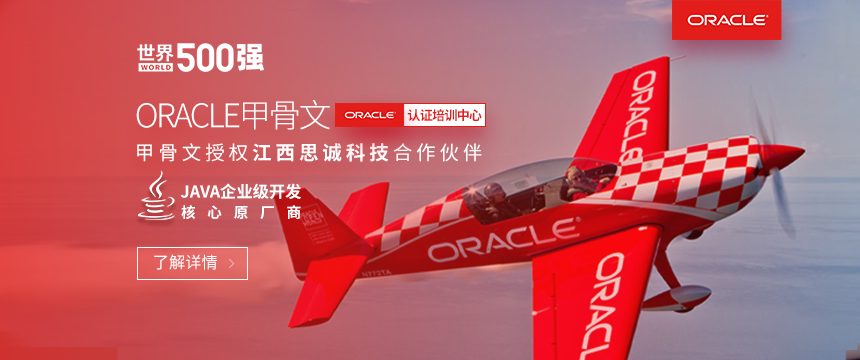 ORACLE
世界500强
WORLD
ORACLE甲骨文 ORACLE 认证培训中心
甲骨文授权江西思诚科技合作伙伴
JAVA企业级开发
核心原厂商
了解详情 >
ORACLE
ORACLE
ORACLE
N772TA